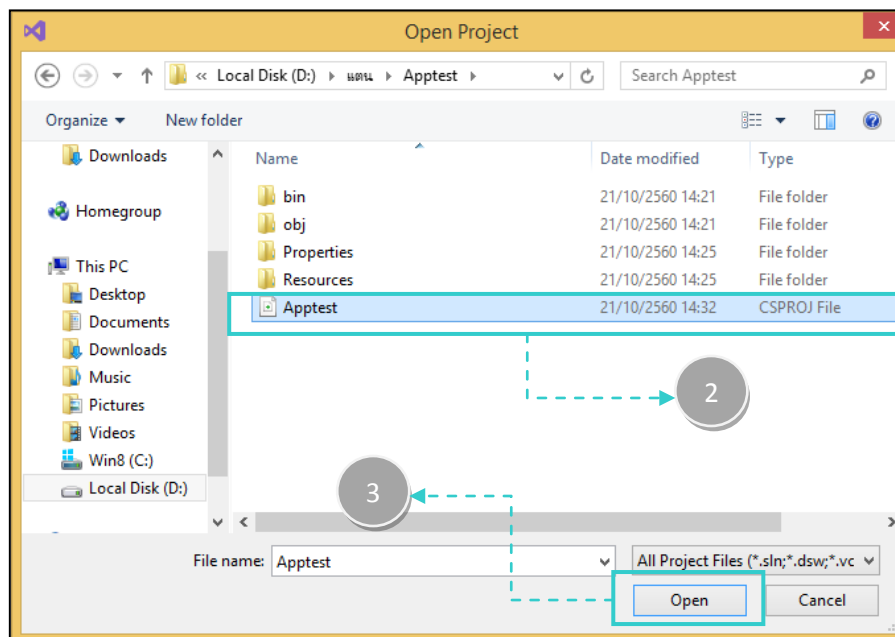 Open Project
« Local Disk (D:) แตน Apptest Search Apptest
Organize New folder
Name Date modified Type
Downloads
Homegroup
This PC
Desktop
Documents
Downloads
Music
Pictures
Videos
Win8 (C:)
Local Disk (D:)
bin 21/10/2560 14:21 File folder
obj 21/10/2560 14:21 File folder
Properties 21/10/2560 14:25 File folder
Resources 21/10/2560 14:25 File folder
Apptest 21/10/2560 14:32 CSPROJ File
2
3
File name: Apptest All Project Files (*.sln;*.dsw;*.vc
Open Cancel